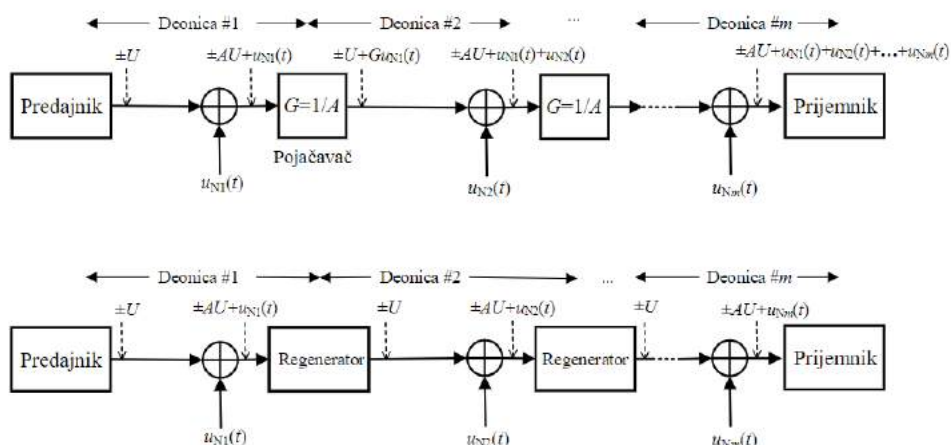 Deonica #1 Deonica #2 ... Deonica #m
±U ±AU+uN1(t) ±U+GuN1(t) ±AU+uN1(t)+uN2(t) ±AU+uN1(t)+uN2(t)+...+uNm(t)
Predajnik G=1/A G=1/A Prijemnik
Pojačavač
uN1(t) uN2(t) uNm(t)
Deonica #1 Deonica #2 ... Deonica #m
±U ±AU+uN1(t) ±U ±AU+uN2(t) ±U ±AU+uNm(t)
Predajnik Regenerator Regenerator Prijemnik
uN1(t) uN2(t) uNm(t)